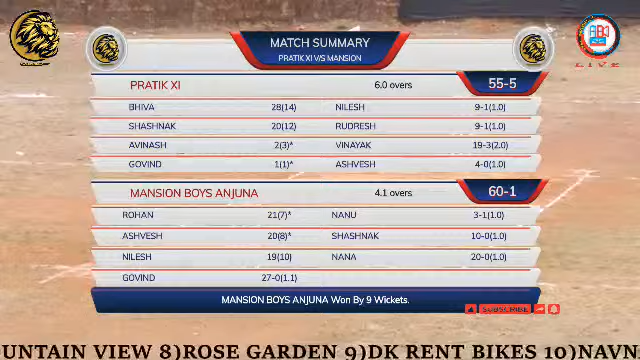 MATCH SUMMARY
PRATIK XI V/S MANSION
LIVE
PRATIK XI 6.0 overs 55-5
BHIVA 28(14) NILESH 9-1(1.0)
SHASHNAK 20(12) RUDRESH 9-1(1.0)
AVINASH 2(3)* VINAYAK 19-3(2.0)
GOVIND 1(1)* ASHVESH 4-0(1.0)
MANSION BOYS ANJUNA 4.1 overs 60-1
ROHAN 21(7)* NANU 3-1(1.0)
ASHVESH 20(8)* SHASHNAK 10-0(1.0)
NILESH 19(10) NANA 20-0(1.0)
GOVIND 27-0(1.1)
MANSION BOYS ANJUNA Won By 9 Wickets.
SUBSCRIBE
OUNTAIN VIEW 8)ROSE GARDEN 9)DK RENT BIKES 10)NAVN